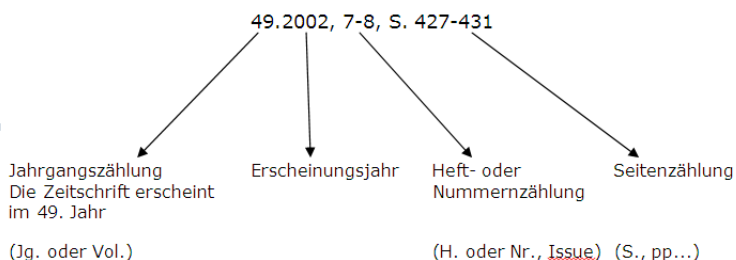 49.2002, 7-8, S. 427-431
Jahrgangszählung
Die Zeitschrift erscheint
im 49. Jahr
(Jg. oder Vol.)
Erscheinungsjahr
Heft- oder
Nummernzählung
(H. oder Nr., Issue)
Seitenzählung
(S., pp...)